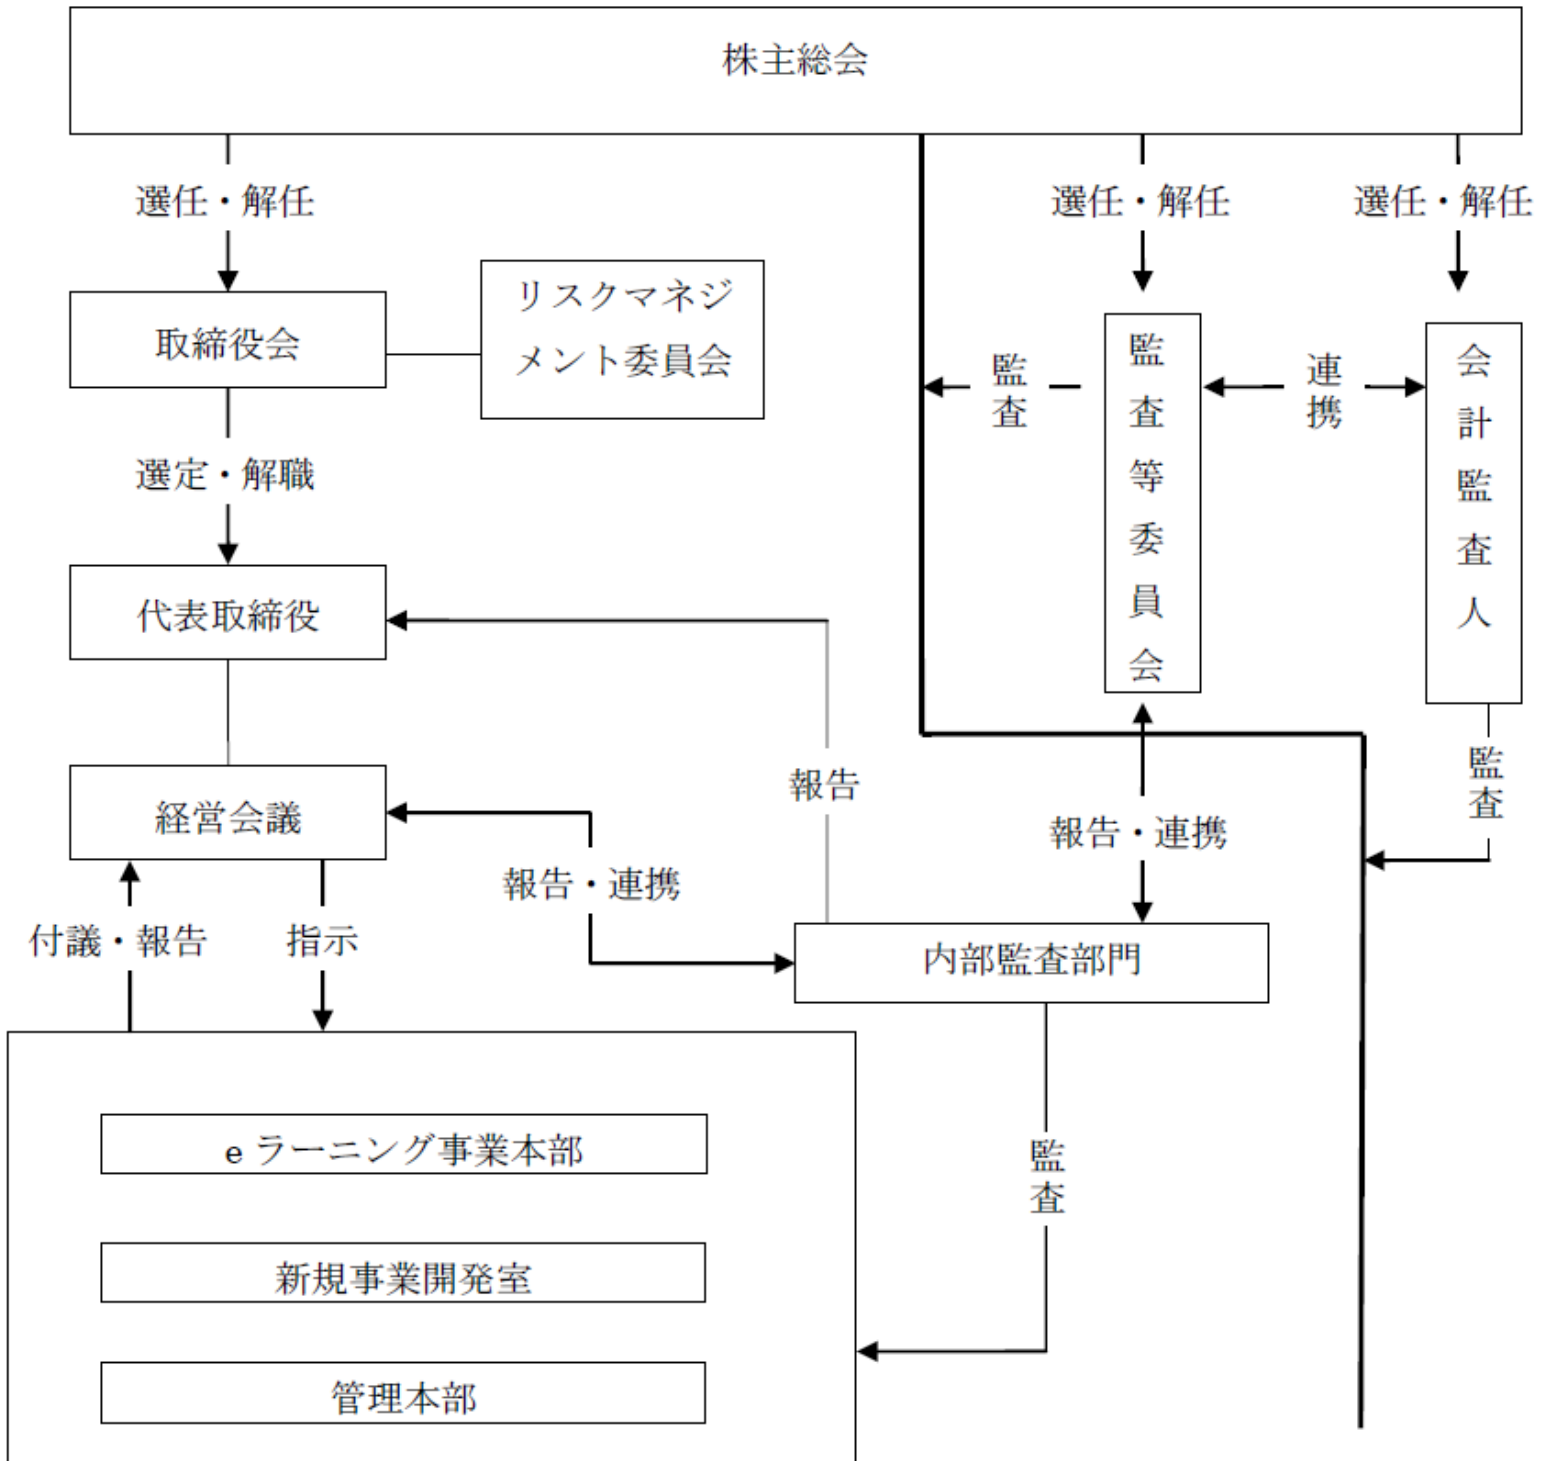 株主総会
選任・解任
選任・解任
選任・解任
取締役会
リスクマネジ
メント委員会
監査
監査等委員会
連携
会計監査人
選定・解職
代表取締役
報告
監査
経営会議
報告・連携
報告・連携
付議・報告
指示
内部監査部門
eラーニング事業本部
監査
新規事業開発室
管理本部